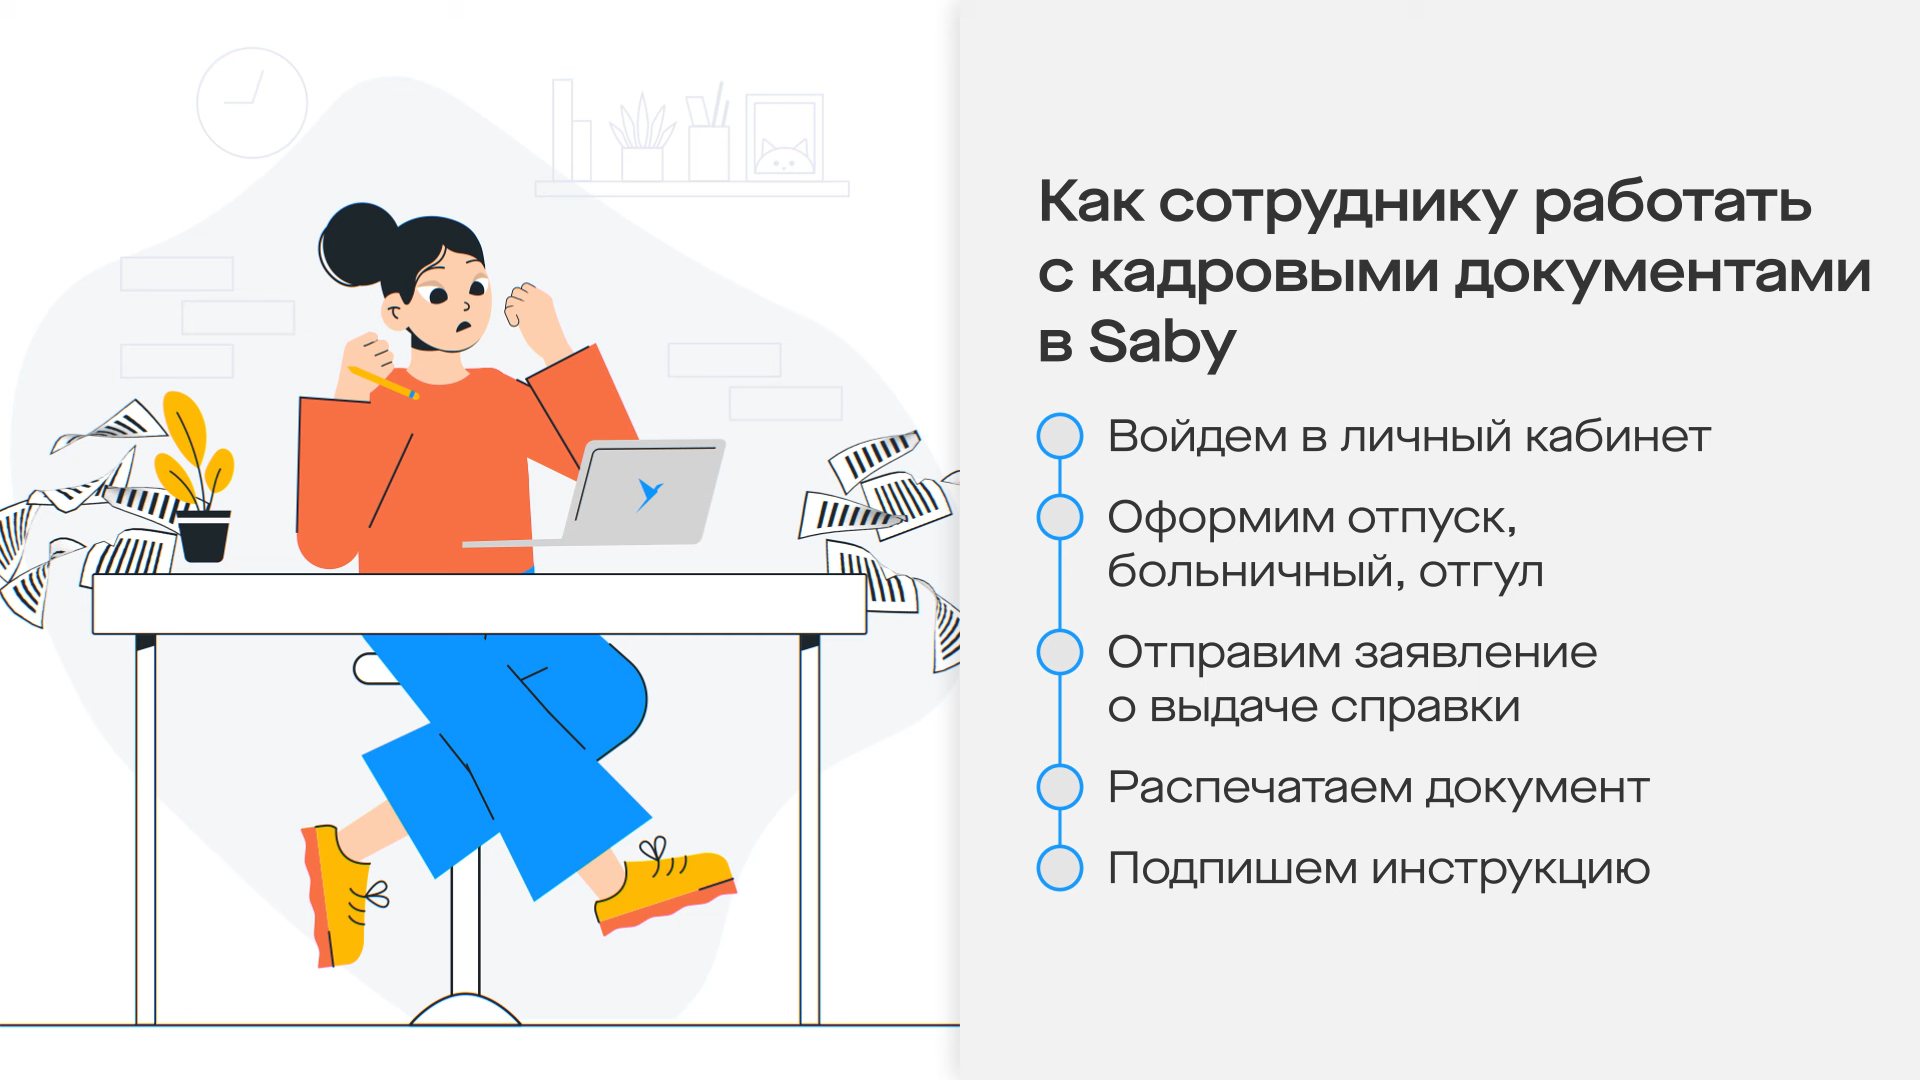 Как сотруднику работать
с кадровыми документами
в Saby
Войдем в личный кабинет
Оформим отпуск,
больничный, отгул
Отправим заявление
о выдаче справки
Распечатаем документ
Подпишем инструкцию